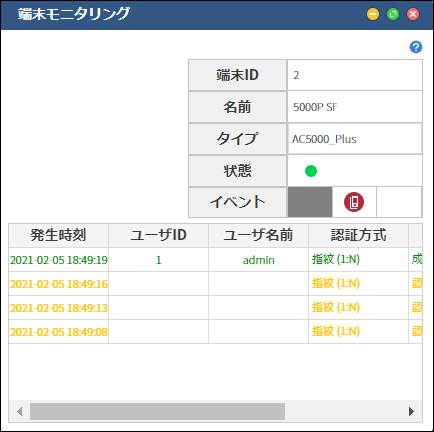 端末モニタリング
端末ID 2
名前 5000P SF
タイプ AC5000_Plus
状態
イベント
発生時刻 ユーザID ユーザ名前 認証方式
2021-02-05 18:49:19 1 admin 指紋 (1:N) 成
2021-02-05 18:49:16 指紋 (1:N) 認
2021-02-05 18:49:13 指紋 (1:N) 認
2021-02-05 18:49:08 指紋 (1:N) 認